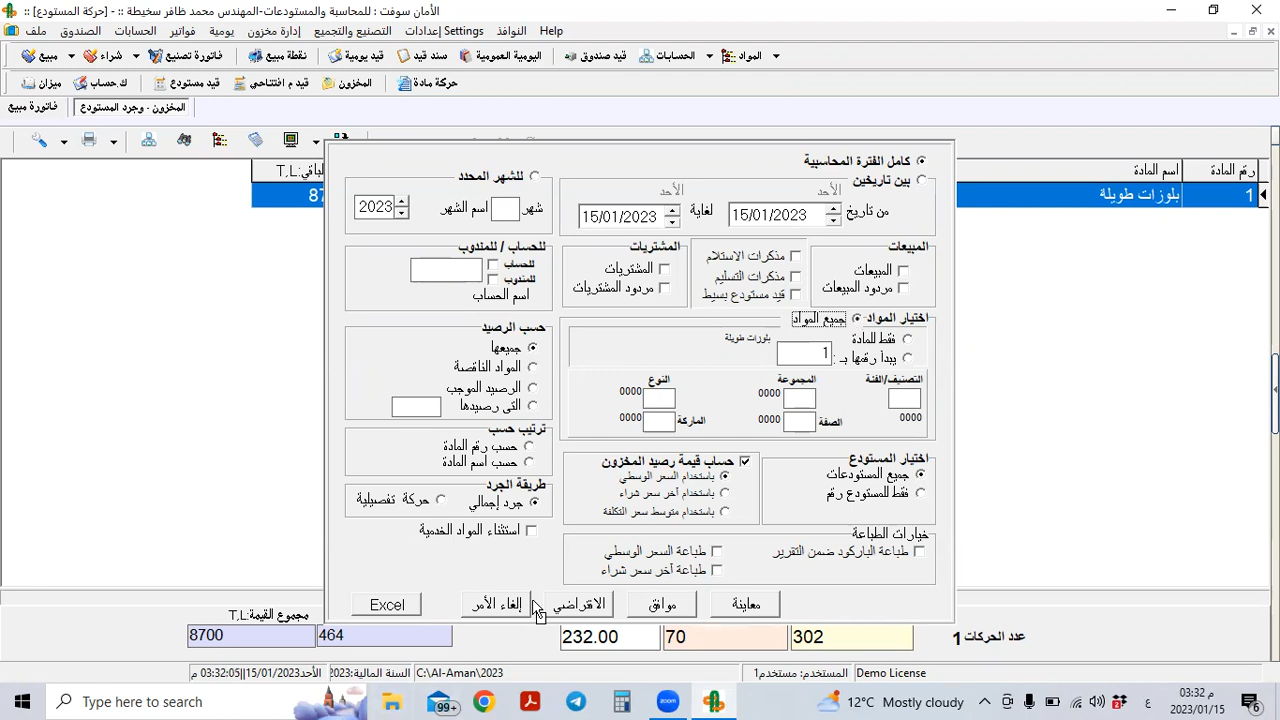 الأمان سوفت : للمحاسبة والمستودعات-المهندس محمد ظافر سخيطة :: - [حركة المستودع] ::
ملف الصندوق الحسابات يومية فواتير إدارة مخزون التصنيع والتجميع إعدادات Settings النوافذ Help
مبيع شراء فاتورة تصنيع نقطة مبيع قيد يومية سند قيد اليومية العمومية قيد صندوق الحسابات المواد
ميزان ك.حساب قيد مستودع قيد م افتتاحي المخزون حركة مادة
فاتورة مبيع المخزون - وجرد المستودع
رقم المادة اسم المادة الباقي:T,L
1 بلوزات طويلة 87
كامل الفترة المحاسبية
بين تاريخين
الأحد الأحد
من تاريخ 15/01/2023 لغاية 15/01/2023
للشهر المحدد
شهر اسم الشهر 2023
المبيعات
المبيعات
مردود المبيعات
مذكرات الاستلام
مذكرات التسليم
قيد مستودع بسيط
المشتريات
المشتريات
مردود المشتريات
للحساب / للمندوب
للحساب
للمندوب
اسم الحساب
اختيار المواد جميع المواد
فقط للمادة
يبدأ رقمها بـ : 1
بلوزات طويلة
التصنيف/الفئة المجموعة النوع
0000 0000
0000 الصفة 0000 الماركة 0000
حسب الرصيد
جميعها
المواد الناقصة
الرصيد الموجب
التى رصيدها
ترتيب حسب
حسب رقم المادة
حسب اسم المادة
اختيار المستودع
جميع المستودعات
فقط للمستودع رقم
حساب قيمة رصيد المخزون
باستخدام السعر الوسطي
باستخدام آخر سعر شراء
باستخدام متوسط سعر التكلفة
طريقة الجرد
جرد إجمالي حركة تفصيلية
استثناء المواد الخدمية
خيارات الطباعة
طباعة الباركود ضمن التقرير
طباعة السعر الوسطي
طباعة آخر سعر شراء
معاينة موافق الافتراضي إلغاء الأمر Excel
مجموع القيمة:T,L
عدد الحركات 1 302 70 232.00 464 8700
Demo License المستخدم: مستخدم1 C:\Al-Aman\2023 السنة المالية:2023 الأحد15/01/2023||03:32:05
Type here to search
99+
12°C Mostly cloudy
ع
03:32 م
2023/01/15
6